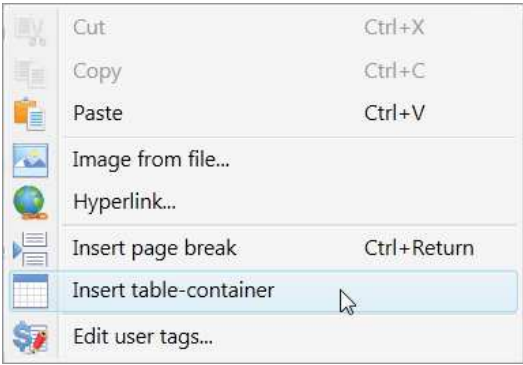 Cut Ctrl+X
Copy Ctrl+C
Paste Ctrl+V
Image from file...
Hyperlink...
Insert page break Ctrl+Return
Insert table-container
Edit user tags...